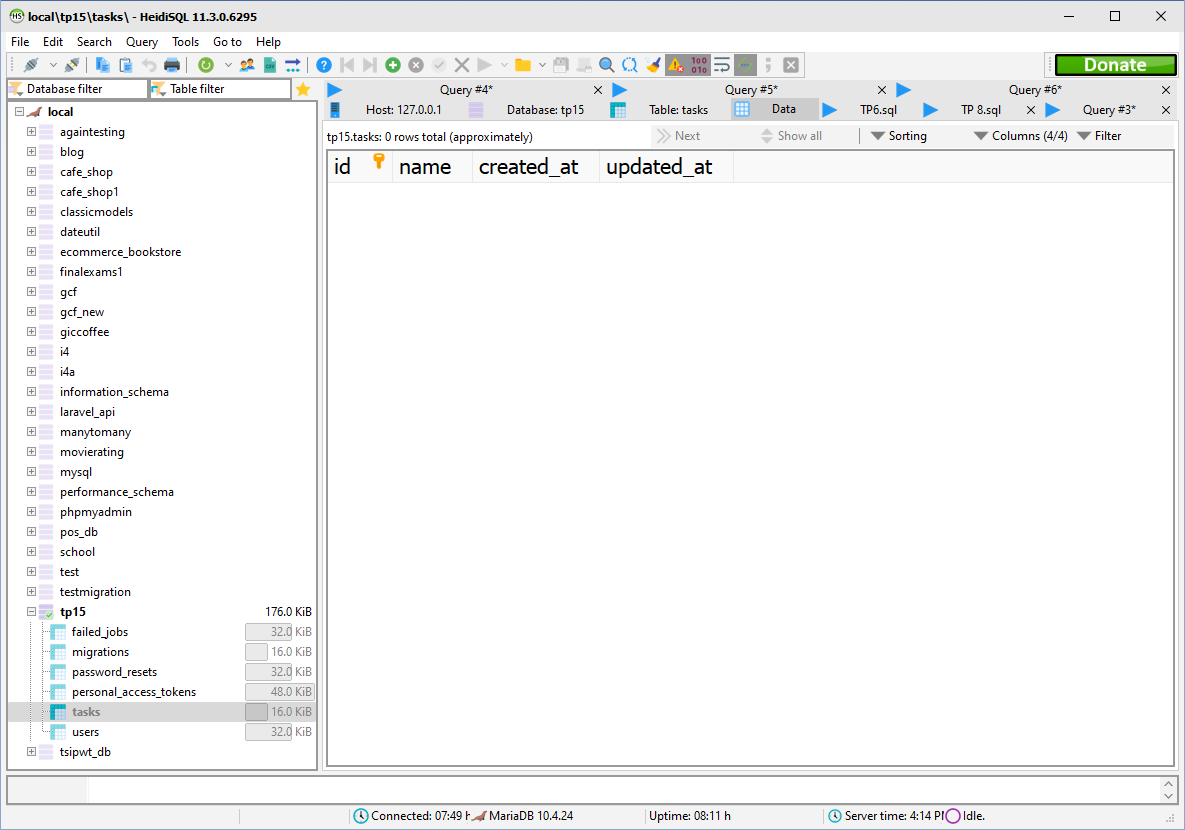 local\tp15\tasks\ - HeidiSQL 11.3.0.6295
File Edit Search Query Tools Go to Help
Donate
Database filter Table filter
Query #4* Query #5* Query #6*
Host: 127.0.0.1 Database: tp15 Table: tasks Data TP6.sql TP 8.sql Query #3*
tp15.tasks: 0 rows total (approximately) Next Show all Sorting Columns (4/4) Filter
id name created_at updated_at
local
againtesting
blog
cafe_shop
cafe_shop1
classicmodels
dateutil
ecommerce_bookstore
finalexams1
gcf
gcf_new
giccoffee
i4
i4a
information_schema
laravel_api
manytomany
movierating
mysql
performance_schema
phpmyadmin
pos_db
school
test
testmigration
tp15 176.0 KiB
failed_jobs 32.0 KiB
migrations 16.0 KiB
password_resets 32.0 KiB
personal_access_tokens 48.0 KiB
tasks 16.0 KiB
users 32.0 KiB
tsipwt_db
Connected: 07:49 h MariaDB 10.4.24 Uptime: 08:11 h Server time: 4:14 PM Idle.